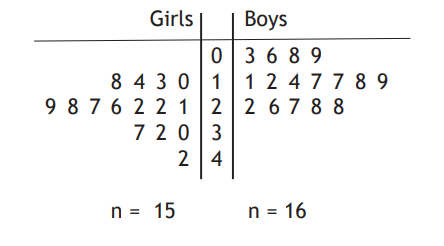 Girls Boys
0 3 6 8 9
8 4 3 0 1 1 2 4 7 7 8 9
9 8 7 6 2 2 1 2 2 6 7 8 8
7 2 0 3
2 4
n = 15 n = 16